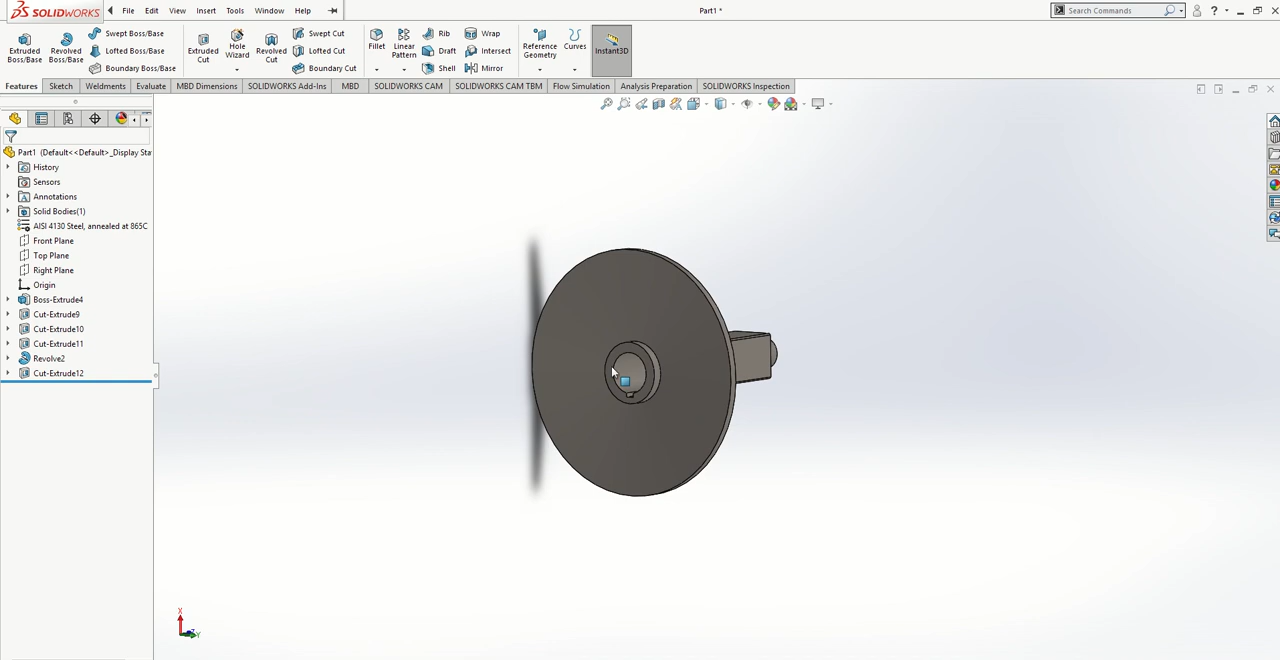 SOLIDWORKS File Edit View Insert Tools Window Help Part1 * Search Commands ?
Extruded Boss/Base
Revolved Boss/Base
Swept Boss/Base
Lofted Boss/Base
Boundary Boss/Base
Extruded Cut
Hole Wizard
Revolved Cut
Swept Cut
Lofted Cut
Boundary Cut
Fillet
Linear Pattern
Rib
Draft
Shell
Wrap
Intersect
Mirror
Reference Geometry
Curves
Instant3D
Features Sketch Weldments Evaluate MBD Dimensions SOLIDWORKS Add-Ins MBD SOLIDWORKS CAM SOLIDWORKS CAM TBM Flow Simulation Analysis Preparation SOLIDWORKS Inspection
Part1 (Default<<Default>_Display Sta
History
Sensors
Annotations
Solid Bodies(1)
AISI 4130 Steel, annealed at 865C
Front Plane
Top Plane
Right Plane
Origin
Boss-Extrude4
Cut-Extrude9
Cut-Extrude10
Cut-Extrude11
Revolve2
Cut-Extrude12
X
Y